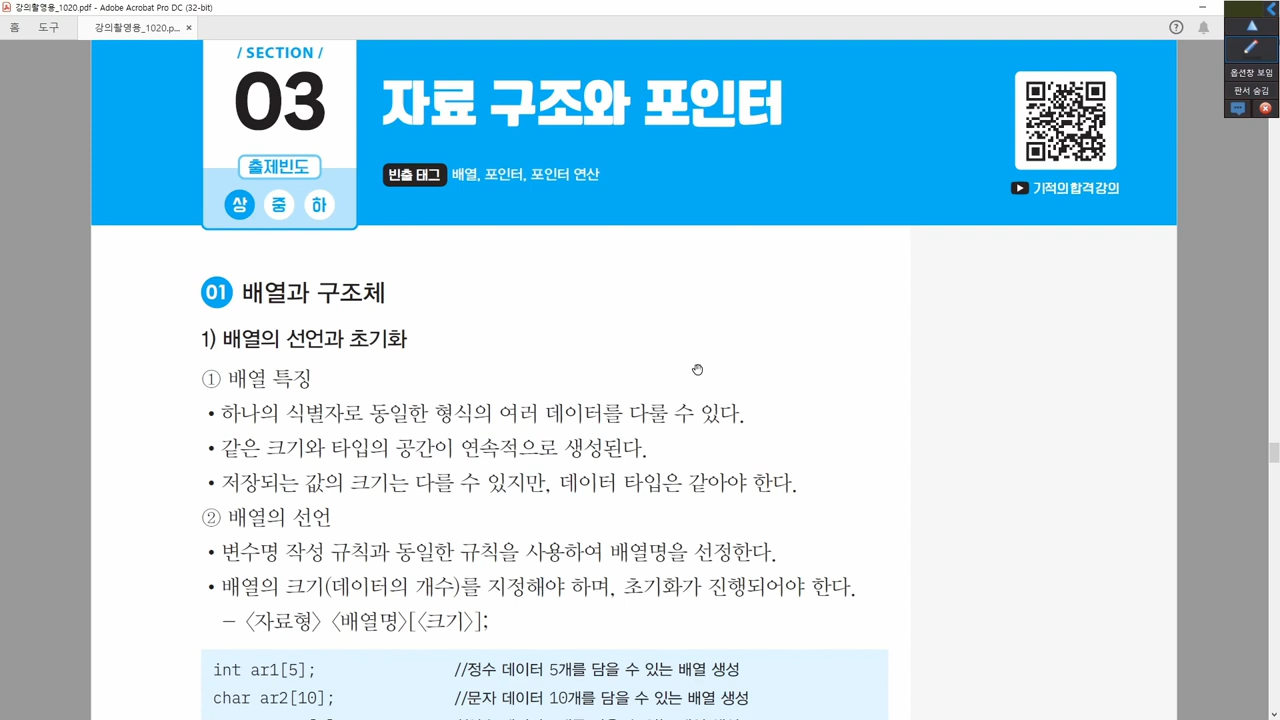 강의촬영용_1020.pdf - Adobe Acrobat Pro DC (32-bit)
홈 도구 강의촬영용_1020.p... ×
옵션창 보임
판서 숨김
/ SECTION /
03
출제빈도
상 중 하
자료 구조와 포인터
빈출 태그 배열, 포인터, 포인터 연산
기적의합격강의
01 배열과 구조체
1) 배열의 선언과 초기화
① 배열 특징
• 하나의 식별자로 동일한 형식의 여러 데이터를 다룰 수 있다.
• 같은 크기와 타입의 공간이 연속적으로 생성된다.
• 저장되는 값의 크기는 다를 수 있지만, 데이터 타입은 같아야 한다.
② 배열의 선언
• 변수명 작성 규칙과 동일한 규칙을 사용하여 배열명을 선정한다.
• 배열의 크기(데이터의 개수)를 지정해야 하며, 초기화가 진행되어야 한다.
– 〈자료형〉 〈배열명〉[〈크기〉];
int ar1[5]; //정수 데이터 5개를 담을 수 있는 배열 생성
char ar2[10]; //문자 데이터 10개를 담을 수 있는 배열 생성